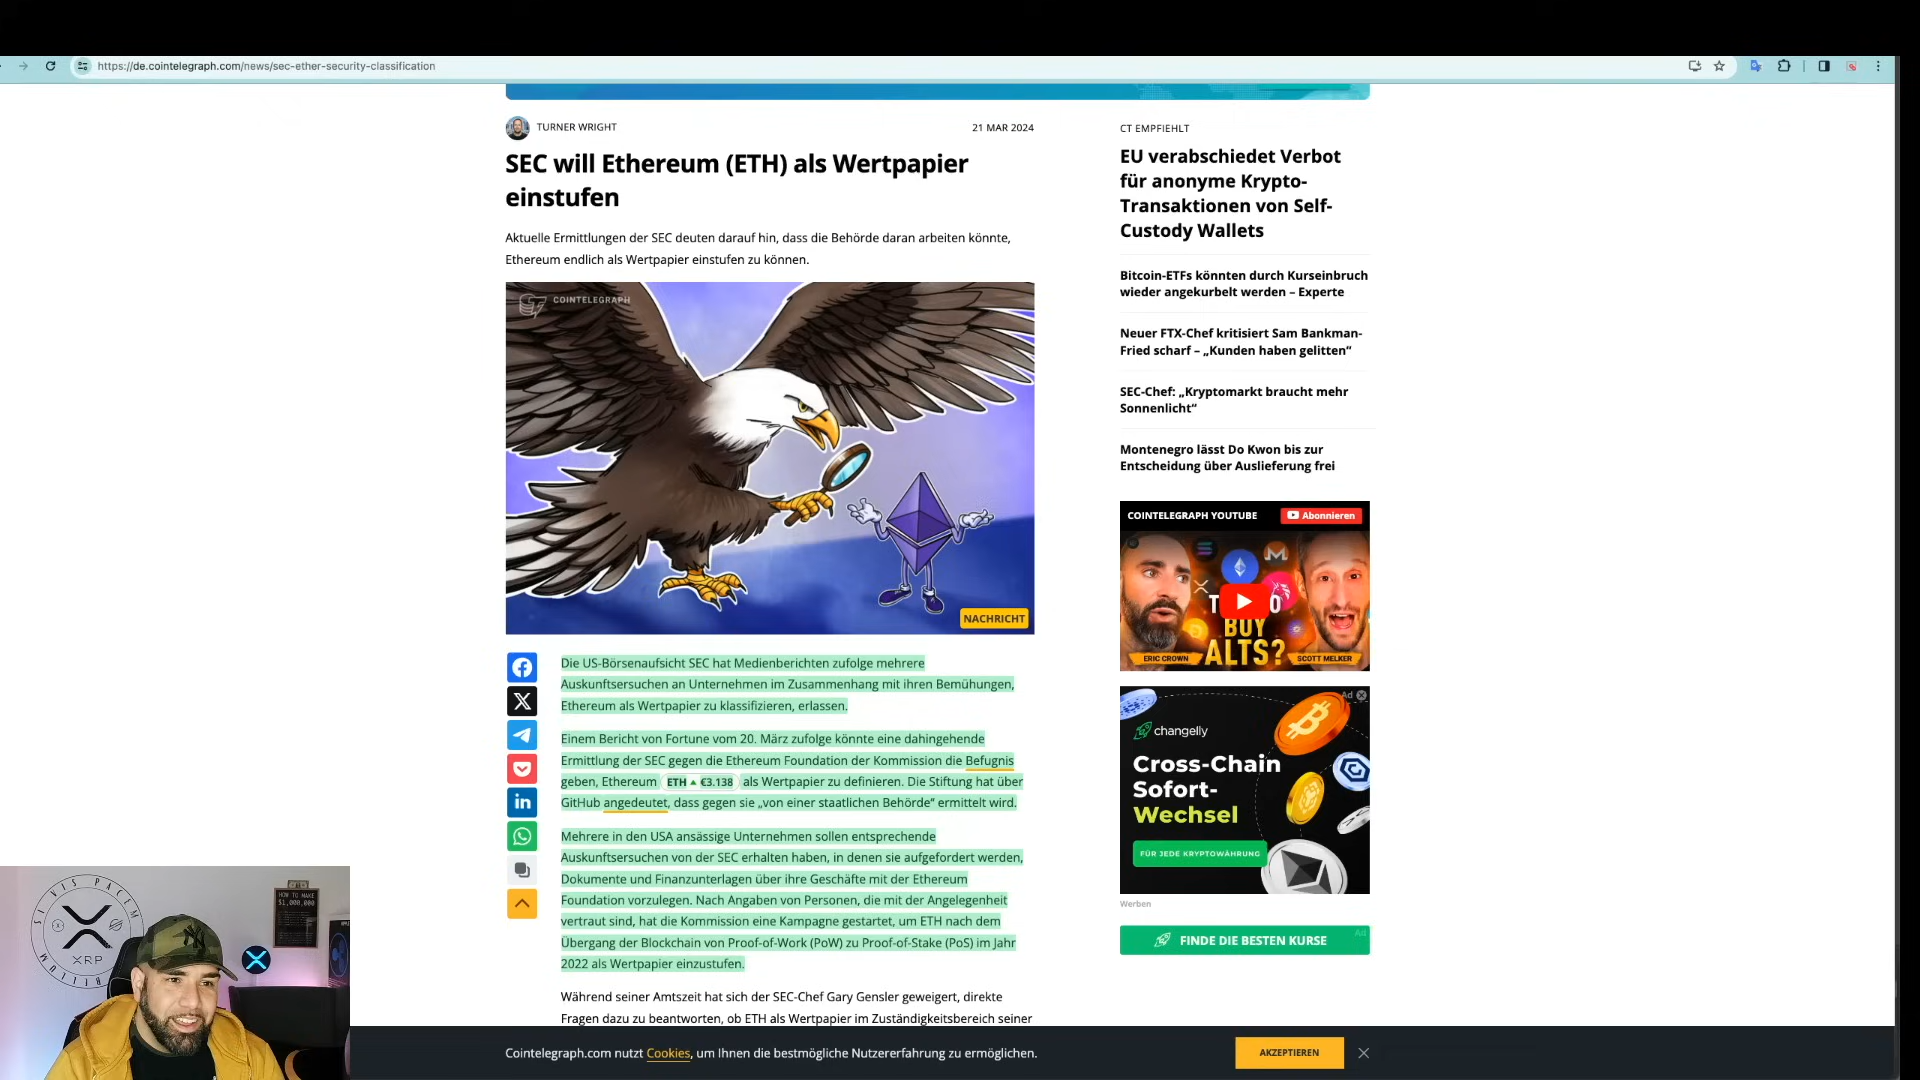 https://de.cointelegraph.com/news/sec-ether-security-classification
TURNER WRIGHT
21 MAR 2024
SEC will Ethereum (ETH) als Wertpapier
einstufen
Aktuelle Ermittlungen der SEC deuten darauf hin, dass die Behörde daran arbeiten könnte,
Ethereum endlich als Wertpapier einstufen zu können.
COINTELEGRAPH
NACHRICHT
Die US-Börsenaufsicht SEC hat Medienberichten zufolge mehrere
Auskunftsersuchen an Unternehmen im Zusammenhang mit ihren Bemühungen,
Ethereum als Wertpapier zu klassifizieren, erlassen.
Einem Bericht von Fortune vom 20. März zufolge könnte eine dahingehende
Ermittlung der SEC gegen die Ethereum Foundation der Kommission die Befugnis
geben, Ethereum ETH €3.138 als Wertpapier zu definieren. Die Stiftung hat über
GitHub angedeutet, dass gegen sie „von einer staatlichen Behörde“ ermittelt wird.
Mehrere in den USA ansässige Unternehmen sollen entsprechende
Auskunftsersuchen von der SEC erhalten haben, in denen sie aufgefordert werden,
Dokumente und Finanzunterlagen über ihre Geschäfte mit der Ethereum
Foundation vorzulegen. Nach Angaben von Personen, die mit der Angelegenheit
vertraut sind, hat die Kommission eine Kampagne gestartet, um ETH nach dem
Übergang der Blockchain von Proof-of-Work (PoW) zu Proof-of-Stake (PoS) im Jahr
2022 als Wertpapier einzustufen.
Während seiner Amtszeit hat sich der SEC-Chef Gary Gensler geweigert, direkte
Fragen dazu zu beantworten, ob ETH als Wertpapier im Zuständigkeitsbereich seiner
CT EMPFIEHLT
EU verabschiedet Verbot
für anonyme Krypto-
Transaktionen von Self-
Custody Wallets
Bitcoin-ETFs könnten durch Kurseinbruch
wieder angekurbelt werden – Experte
Neuer FTX-Chef kritisiert Sam Bankman-
Fried scharf – „Kunden haben gelitten“
SEC-Chef: „Kryptomarkt braucht mehr
Sonnenlicht“
Montenegro lässt Do Kwon bis zur
Entscheidung über Auslieferung frei
COINTELEGRAPH YOUTUBE
Abonnieren
BUY
ALTS?
ERIC CROWN
SCOTT MELKER
Ad
changelly
Cross-Chain
Sofort-
Wechsel
FÜR JEDE KRYPTOWÄHRUNG
Werben
FINDE DIE BESTEN KURSE
Ad
SI VIS PACEM
XRP
BELLUM
HOW TO MAKE
$1,000,000
Cointelegraph.com nutzt Cookies, um Ihnen die bestmögliche Nutzererfahrung zu ermöglichen.
AKZEPTIEREN